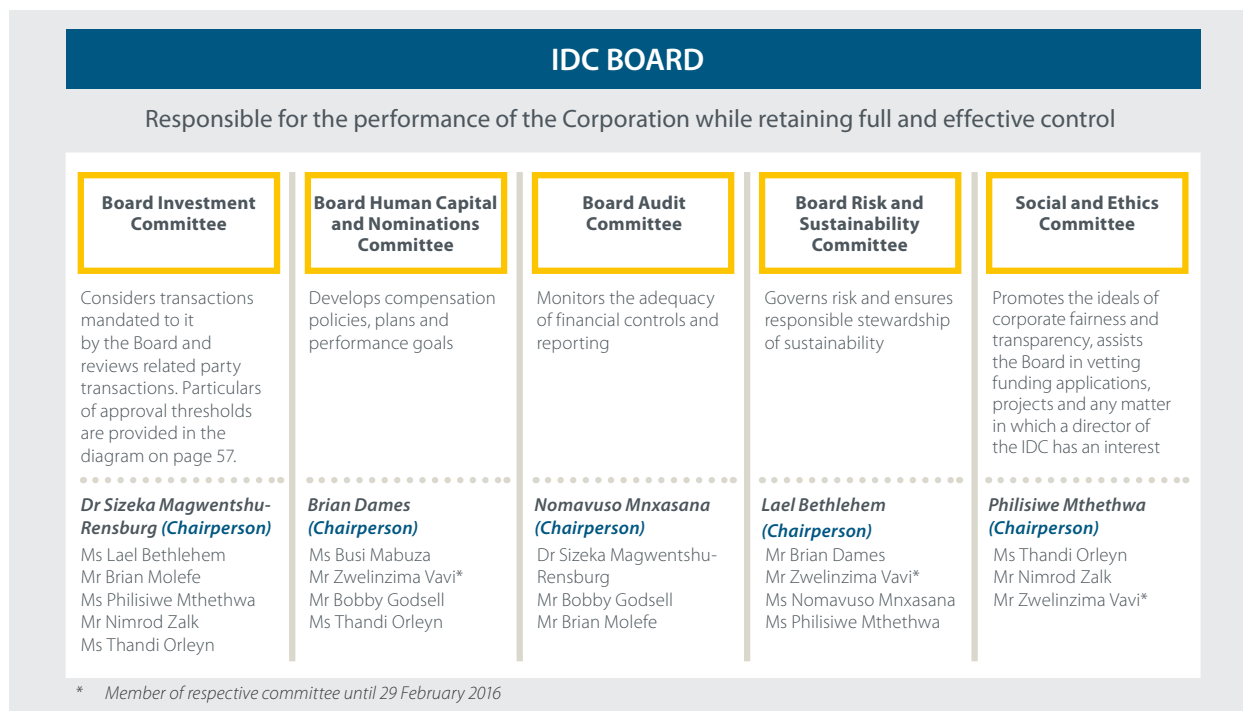 IDC BOARD
Responsible for the performance of the Corporation while retaining full and effective control
Board Investment
Committee
Considers transactions
mandated to it
by the Board and
reviews related party
transactions. Particulars
of approval thresholds
are provided in the
diagram on page 57.
Dr Sizeka Magwentshu-
Rensburg (Chairperson)
Ms Lael Bethlehem
Mr Brian Molefe
Ms Philisiwe Mthethwa
Mr Nimrod Zalk
Ms Thandi Orleyn
Board Human Capital
and Nominations
Committee
Develops compensation
policies, plans and
performance goals
Brian Dames
(Chairperson)
Ms Busi Mabuza
Mr Zwelinzima Vavi*
Mr Bobby Godsell
Ms Thandi Orleyn
Board Audit
Committee
Monitors the adequacy
of financial controls and
reporting
Nomavuso Mnxasana
(Chairperson)
Dr Sizeka Magwentshu-
Rensburg
Mr Bobby Godsell
Mr Brian Molefe
Board Risk and
Sustainability
Committee
Governs risk and ensures
responsible stewardship
of sustainability
Lael Bethlehem
(Chairperson)
Mr Brian Dames
Mr Zwelinzima Vavi*
Ms Nomavuso Mnxasana
Ms Philisiwe Mthethwa
Social and Ethics
Committee
Promotes the ideals of
corporate fairness and
transparency, assists
the Board in vetting
funding applications,
projects and any matter
in which a director of
the IDC has an interest
Philisiwe Mthethwa
(Chairperson)
Ms Thandi Orleyn
Mr Nimrod Zalk
Mr Zwelinzima Vavi*
* Member of respective committee until 29 February 2016